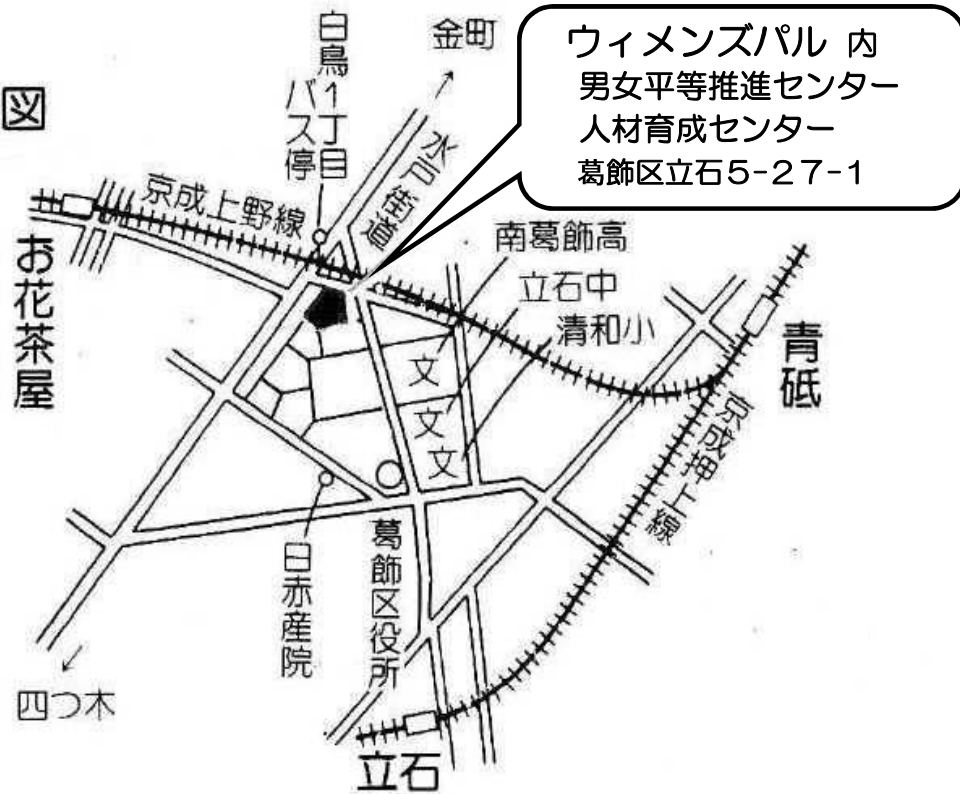 図
金町
白鳥1丁目
バス停
ウィメンズパル 内
男女平等推進センター
人材育成センター
葛飾区立石5-27-1
水戸街道
京成上野線
お花茶屋
南葛飾高
立石中
清和小
青砥
京成押上線
文
文
文
日赤産院
葛飾区役所
四つ木
立石